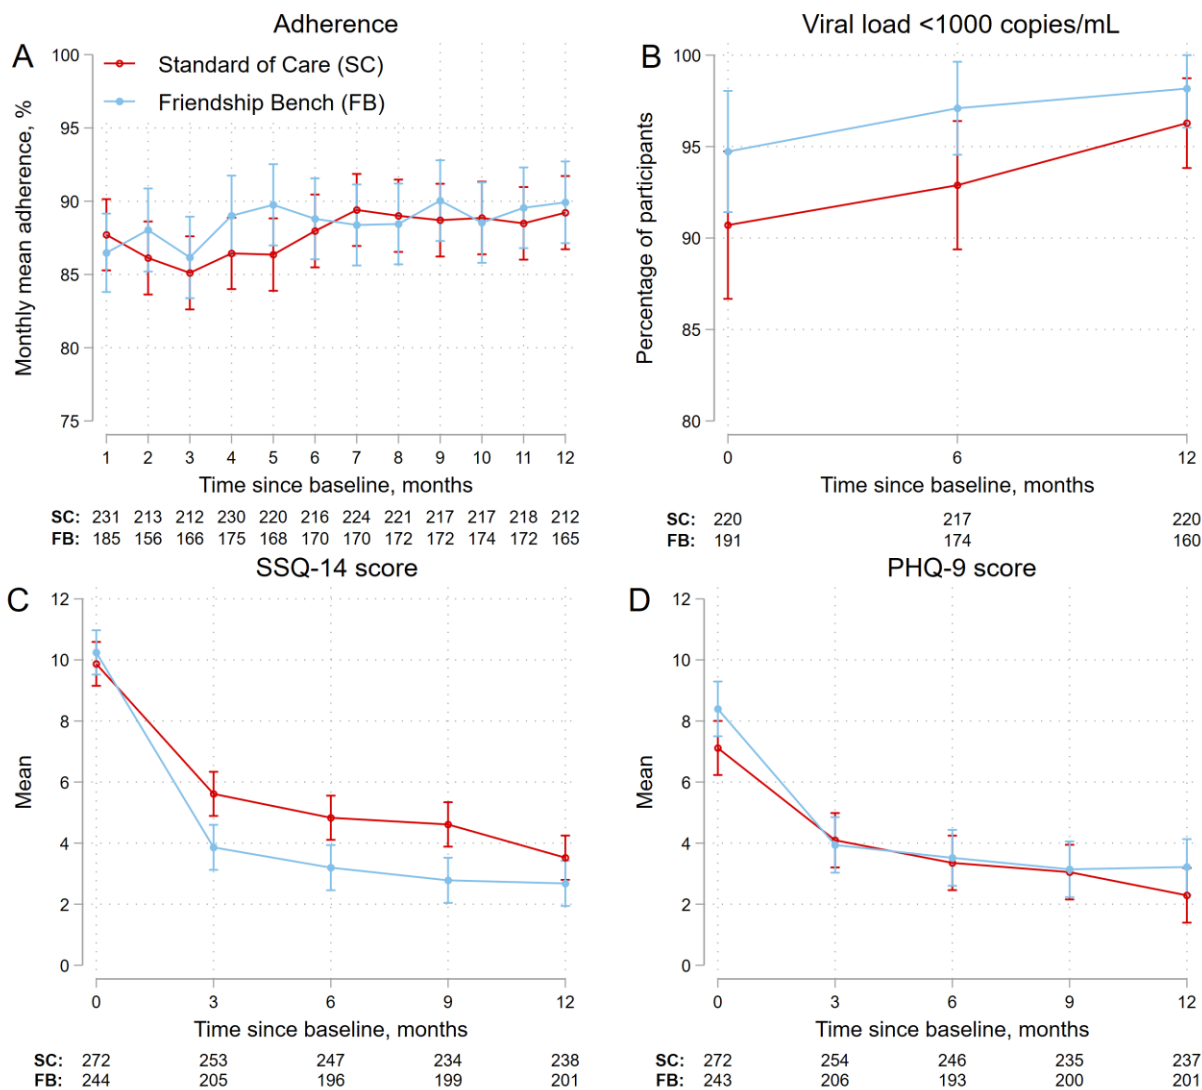 A
Adherence
Monthly mean adherence, %
100
95
90
85
80
75
Standard of Care (SC)
Friendship Bench (FB)
1 2 3 4 5 6 7 8 9 10 11 12
Time since baseline, months
SC: 231 213 212 230 220 216 224 221 217 217 218 212
FB: 185 156 166 175 168 170 170 172 172 174 172 165
B
Viral load <1000 copies/mL
Percentage of participants
100
95
90
85
80
0 6 12
Time since baseline, months
SC: 220 217 220
FB: 191 174 160
C
SSQ-14 score
Mean
12
10
8
6
4
2
0
0 3 6 9 12
Time since baseline, months
SC: 272 253 247 234 238
FB: 244 205 196 199 201
D
PHQ-9 score
Mean
12
10
8
6
4
2
0
0 3 6 9 12
Time since baseline, months
SC: 272 254 246 235 237
FB: 243 206 193 200 201